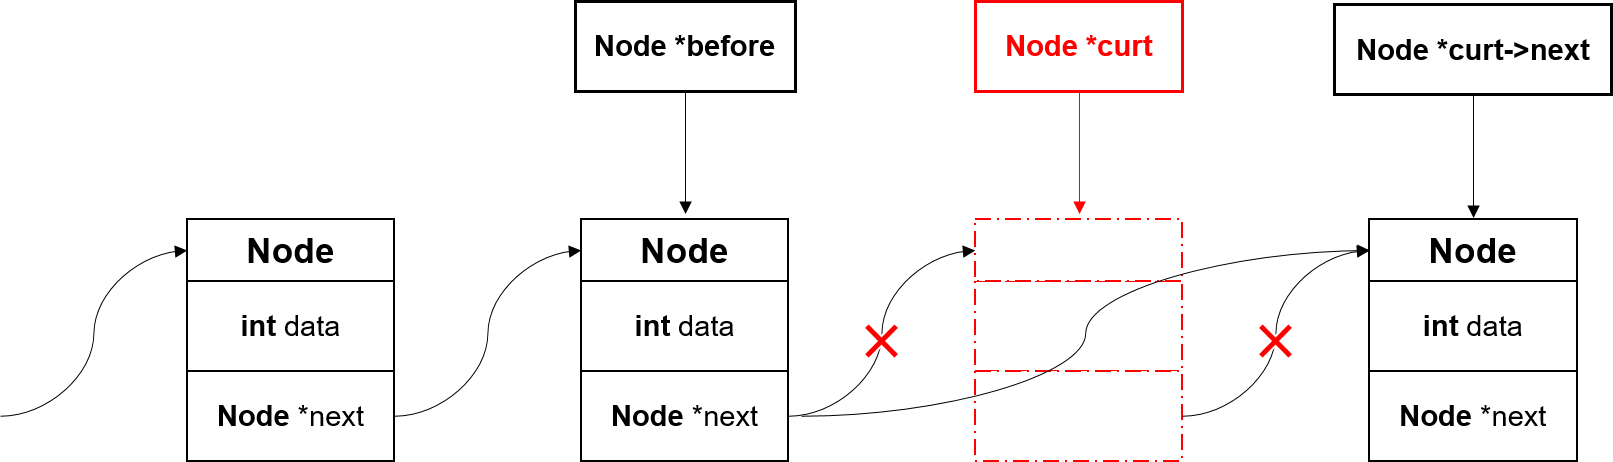 Node *before
Node *curt
Node *curt->next
Node
int data
Node *next
Node
int data
Node *next
Node
int data
Node *next